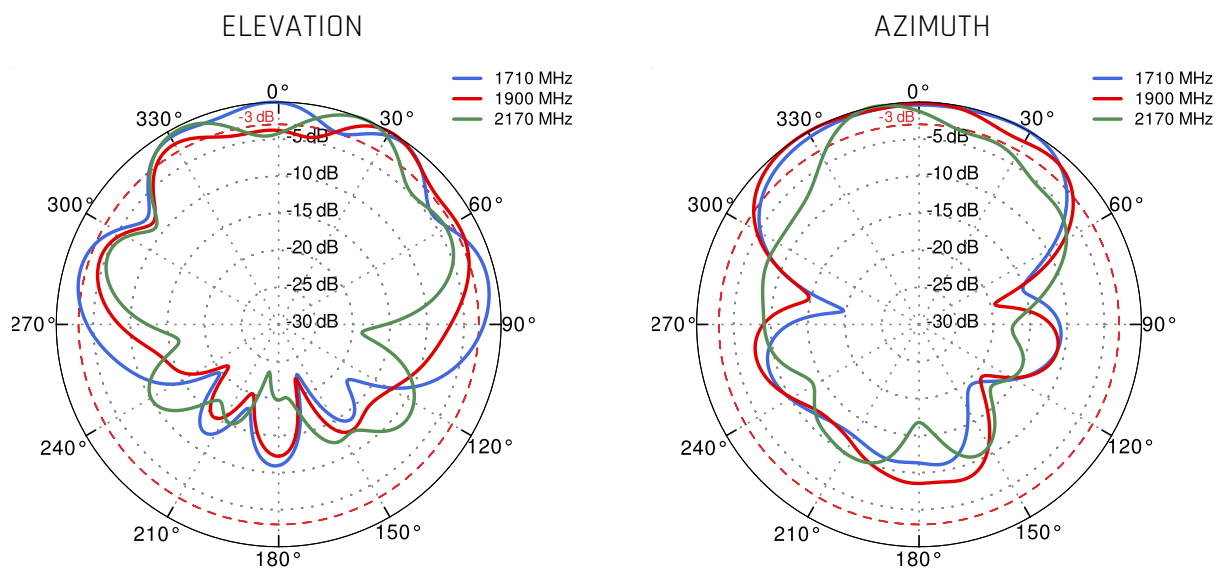 ELEVATION
1710 MHz
1900 MHz
2170 MHz
0°
330°
30°
-3 dB
-5 dB
-10 dB
300°
60°
-15 dB
-20 dB
-25 dB
270°
-30 dB
90°
240°
120°
210°
150°
180°
AZIMUTH
1710 MHz
1900 MHz
2170 MHz
0°
330°
30°
-3 dB
-5 dB
-10 dB
300°
60°
-15 dB
-20 dB
-25 dB
270°
-30 dB
90°
240°
120°
210°
150°
180°